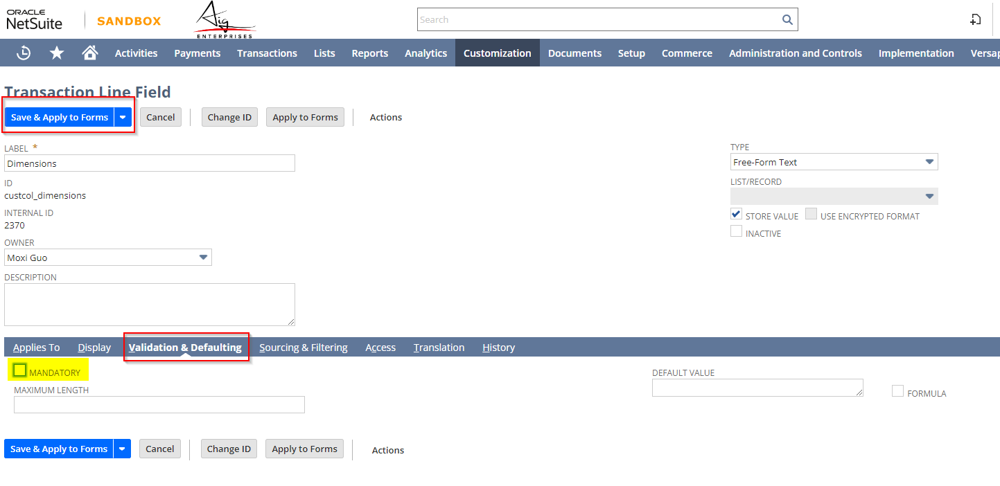 ORACLE
NetSuite
SANDBOX
Aig
ENTERPRISES
Search
Activities Payments Transactions Lists Reports Analytics Customization Documents Setup Commerce Administration and Controls Implementation Versap
Transaction Line Field
Save & Apply to Forms Cancel Change ID Apply to Forms Actions
LABEL *
Dimensions
ID
custcol_dimensions
INTERNAL ID
2370
OWNER
Moxi Guo
DESCRIPTION
TYPE
Free-Form Text
LIST/RECORD
STORE VALUE USE ENCRYPTED FORMAT
INACTIVE
Applies To Display Validation & Defaulting Sourcing & Filtering Access Translation History
MANDATORY
MAXIMUM LENGTH
DEFAULT VALUE
FORMULA
Save & Apply to Forms Cancel Change ID Apply to Forms Actions